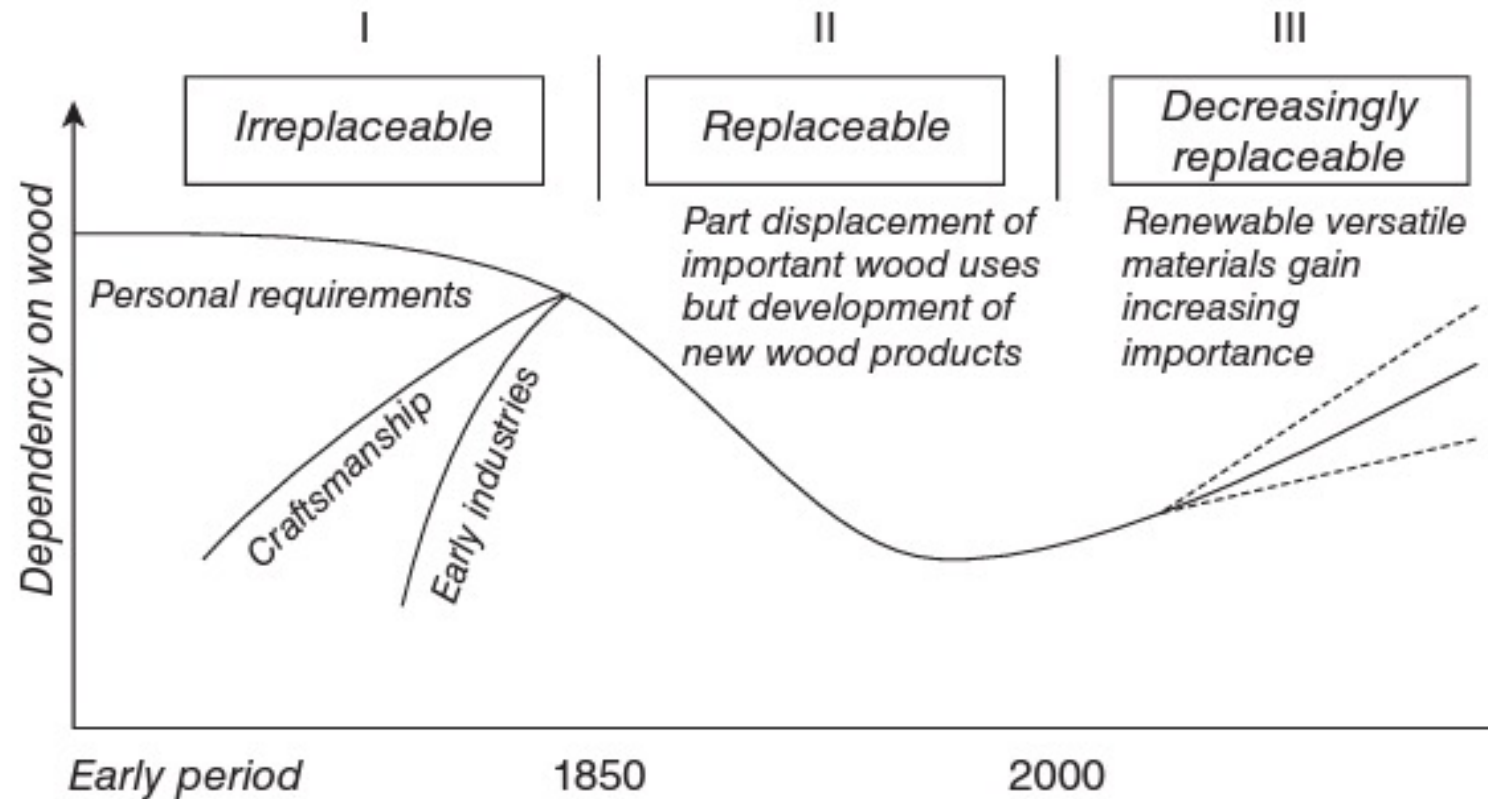 I
II
III
Irreplaceable
Replaceable
Decreasingly
replaceable
Dependency on wood
Personal requirements
Craftsmanship
Early industries
Part displacement of
important wood uses
but development of
new wood products
Renewable versatile
materials gain
increasing
importance
Early period
1850
2000